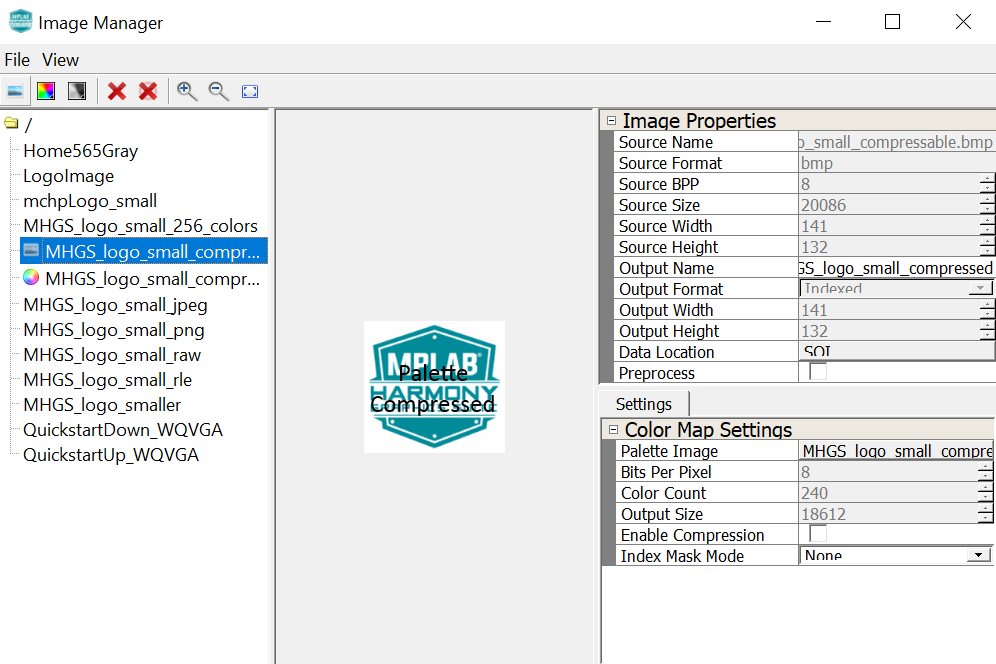 Image Manager
File View
/
Home565Gray
LogoImage
mchpLogo_small
MHGS_logo_small_256_colors
MHGS_logo_small_compr...
MHGS_logo_small_compr...
MHGS_logo_small_jpeg
MHGS_logo_small_png
MHGS_logo_small_raw
MHGS_logo_small_rle
MHGS_logo_smaller
QuickstartDown_WQVGA
QuickstartUp_WQVGA
MPLAB®
Palette
HARMONY
Compressed
Image Properties
Source Name o_small_compressable.bmp
Source Format bmp
Source BPP 8
Source Size 20086
Source Width 141
Source Height 132
Output Name GS_logo_small_compressed
Output Format Indexed
Output Width 141
Output Height 132
Data Location SQI
Preprocess
Settings
Color Map Settings
Palette Image MHGS_logo_small_compre
Bits Per Pixel 8
Color Count 240
Output Size 18612
Enable Compression
Index Mask Mode None